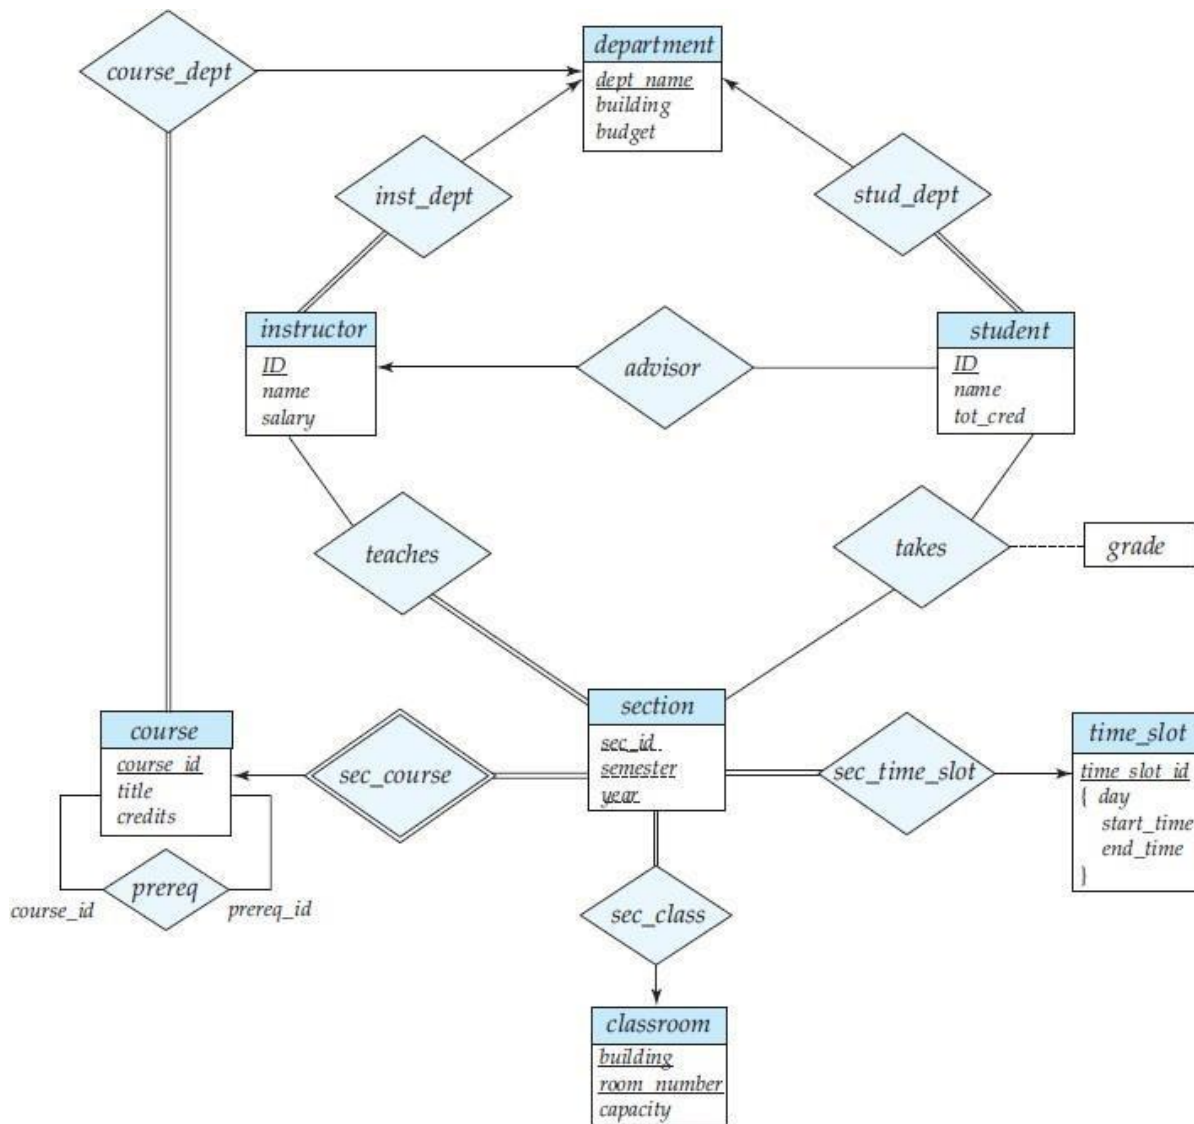 department
dept_name
building
budget
course_dept
inst_dept
stud_dept
instructor
ID
name
salary
advisor
student
ID
name
tot_cred
teaches
takes
grade
section
sec_id
semester
year
course
course_id
title
credits
sec_course
sec_time_slot
time_slot
time_slot_id
{ day
start_time
end_time
}
prereq
course_id
prereq_id
sec_class
classroom
building
room_number
capacity